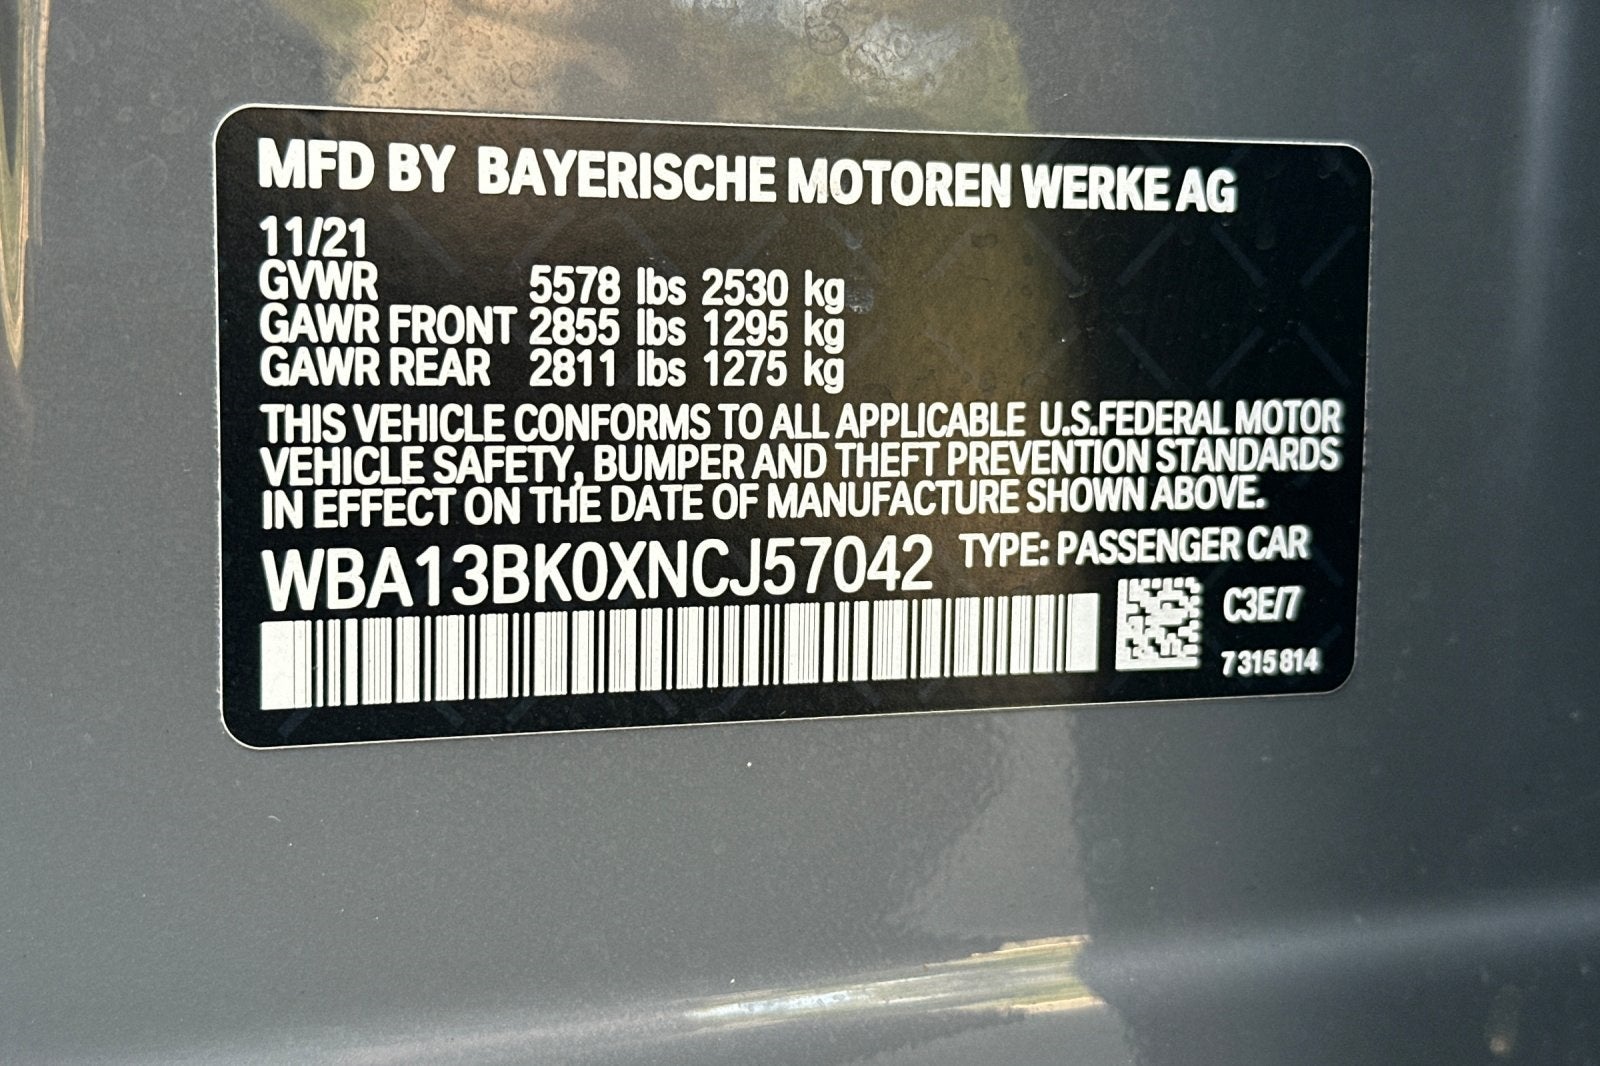 MFD BY BAYERISCHE MOTOREN WERKE AG
11/21
GVWR 5578 lbs 2530 kg
GAWR FRONT 2855 lbs 1295 kg
GAWR REAR 2811 lbs 1275 kg
THIS VEHICLE CONFORMS TO ALL APPLICABLE U.S.FEDERAL MOTOR
VEHICLE SAFETY, BUMPER AND THEFT PREVENTION STANDARDS
IN EFFECT ON THE DATE OF MANUFACTURE SHOWN ABOVE.
WBA13BK0XNCJ57042 TYPE: PASSENGER CAR
C3E/7
7 315 814